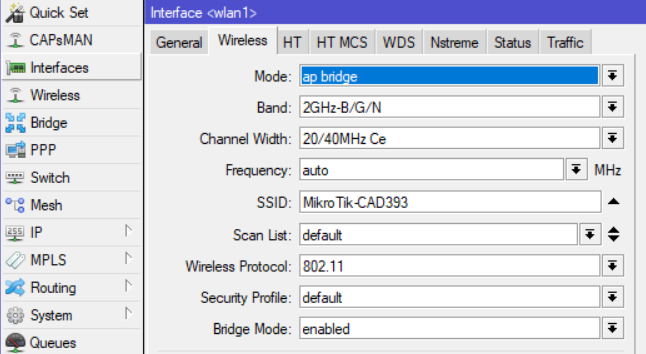 Quick Set
CAPsMAN
Interfaces
Wireless
Bridge
PPP
Switch
Mesh
255 IP
MPLS
Routing
System
Queues
Interface <wlan1>
General Wireless HT HT MCS WDS Nstreme Status Traffic
Mode: ap bridge
Band: 2GHz-B/G/N
Channel Width: 20/40MHz Ce
Frequency: auto MHz
SSID: MikroTik-CAD393
Scan List: default
Wireless Protocol: 802.11
Security Profile: default
Bridge Mode: enabled